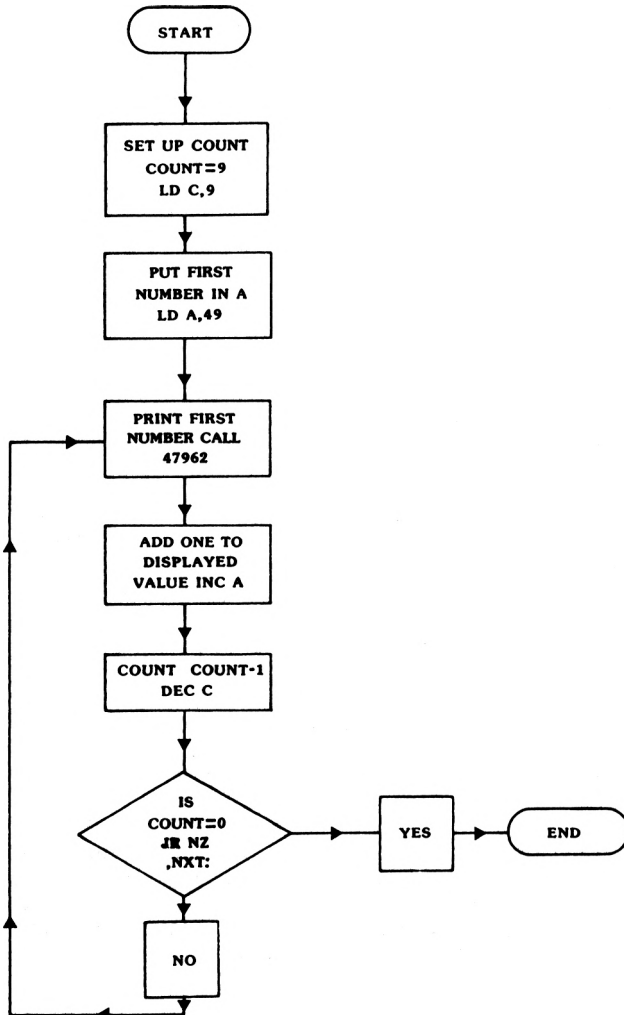 START
SET UP COUNT
COUNT=9
LD C,9
PUT FIRST
NUMBER IN A
LD A,49
PRINT FIRST
NUMBER CALL
47962
ADD ONE TO
DISPLAYED
VALUE INC A
COUNT COUNT-1
DEC C
IS
COUNT=0
JR NZ
,NXT:
YES
END
NO